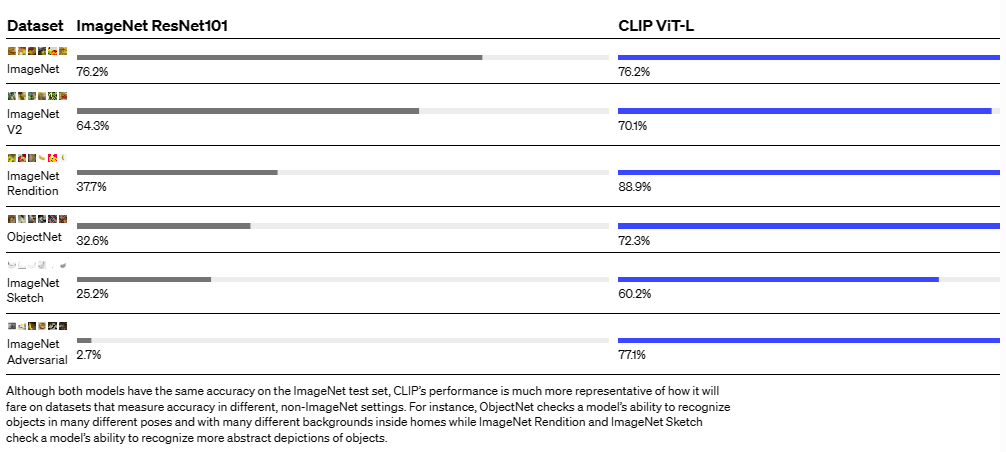 Dataset ImageNet ResNet101 CLIP ViT-L
ImageNet
76.2% 76.2%
ImageNet
V2
64.3% 70.1%
ImageNet
Rendition
37.7% 88.9%
ObjectNet
32.6% 72.3%
ImageNet
Sketch
25.2% 60.2%
ImageNet
Adversarial
2.7% 77.1%
Although both models have the same accuracy on the ImageNet test set, CLIP’s performance is much more representative of how it will
fare on datasets that measure accuracy in different, non-ImageNet settings. For instance, ObjectNet checks a model’s ability to recognize
objects in many different poses and with many different backgrounds inside homes while ImageNet Rendition and ImageNet Sketch
check a model’s ability to recognize more abstract depictions of objects.